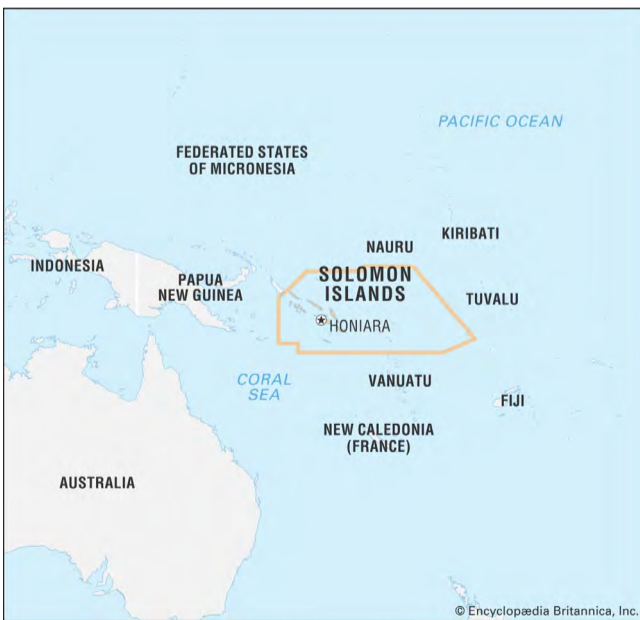 PACIFIC OCEAN
FEDERATED STATES
OF MICRONESIA
KIRIBATI
NAURU
INDONESIA
SOLOMON
ISLANDS
PAPUA
NEW GUINEA
TUVALU
HONIARA
CORAL
SEA
VANUATU
FIJI
NEW CALEDONIA
(FRANCE)
AUSTRALIA
© Encyclopædia Britannica, Inc.